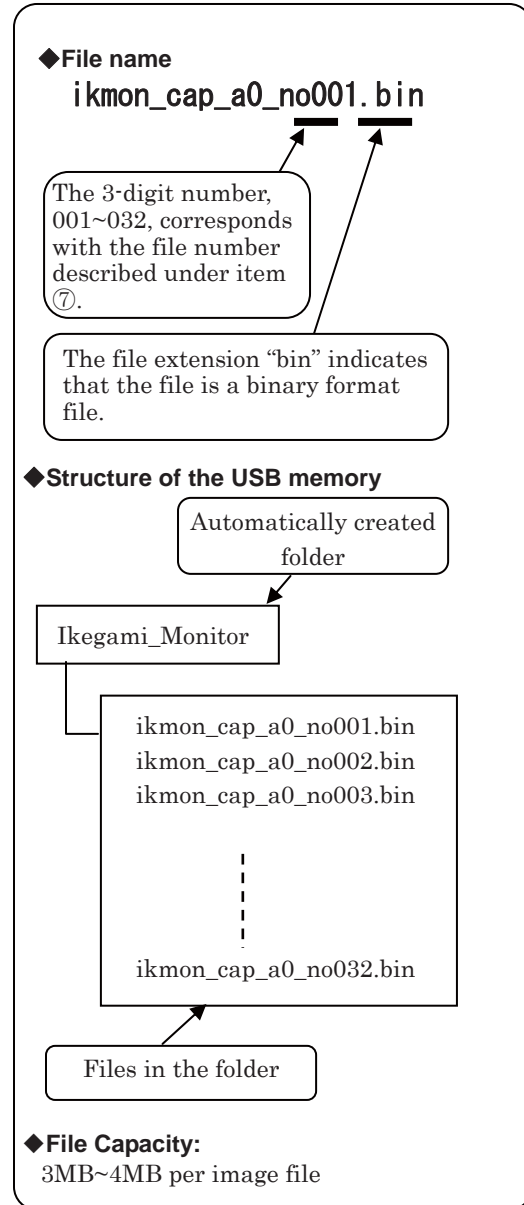 ◆File name
ikmon_cap_a0_no001.bin
The 3-digit number,
001~032, corresponds
with the file number
described under item
⑦.
The file extension “bin” indicates
that the file is a binary format
file.
◆Structure of the USB memory
Automatically created
folder
Ikegami_Monitor
ikmon_cap_a0_no001.bin
ikmon_cap_a0_no002.bin
ikmon_cap_a0_no003.bin
ikmon_cap_a0_no032.bin
Files in the folder
◆File Capacity:
3MB~4MB per image file